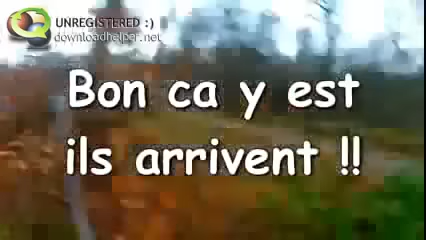 UNREGISTERED :)
downloadhelper.net
Bon ca y est
ils arrivent !!